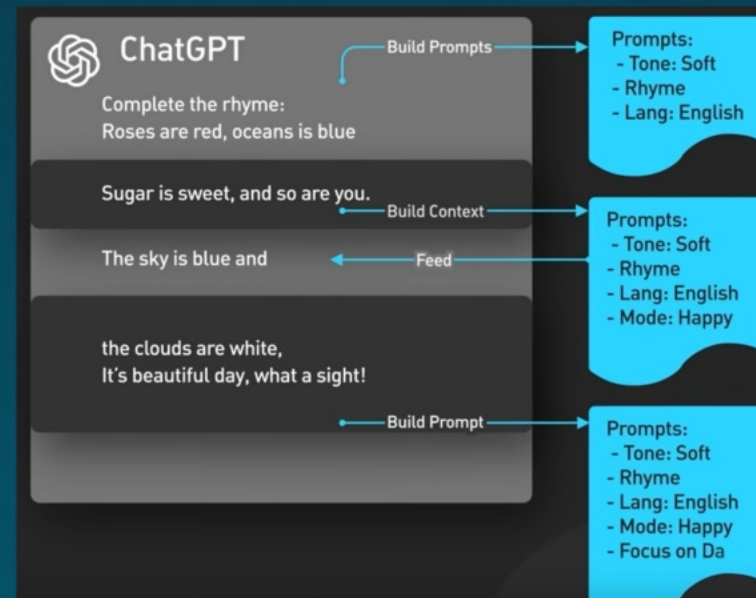 ChatGPT
Complete the rhyme:
Roses are red, oceans is blue
Build Prompts
Prompts:
- Tone: Soft
- Rhyme
- Lang: English
Sugar is sweet, and so are you.
Build Context
Prompts:
- Tone: Soft
- Rhyme
- Lang: English
- Mode: Happy
The sky is blue and
Feed
the clouds are white,
It's beautiful day, what a sight!
Build Prompt
Prompts:
- Tone: Soft
- Rhyme
- Lang: English
- Mode: Happy
- Focus on Da